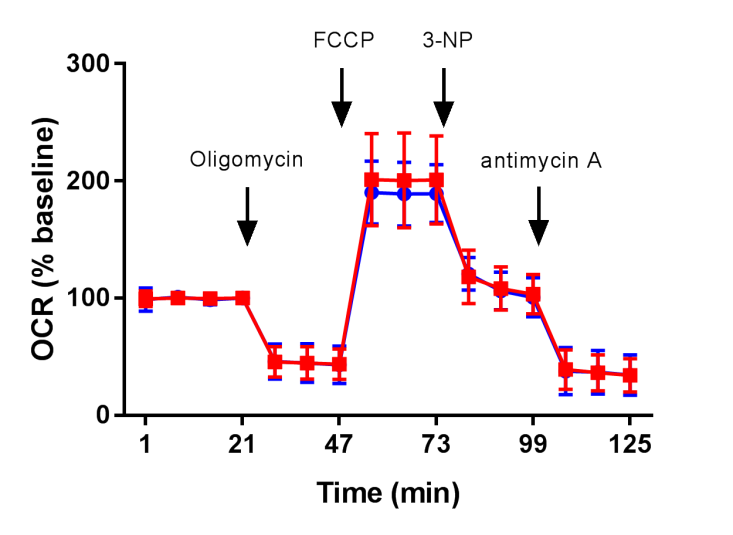 FCCP 3-NP
300
Oligomycin antimycin A
200
100
0
OCR (% baseline)
1 21 47 73 99 125
Time (min)